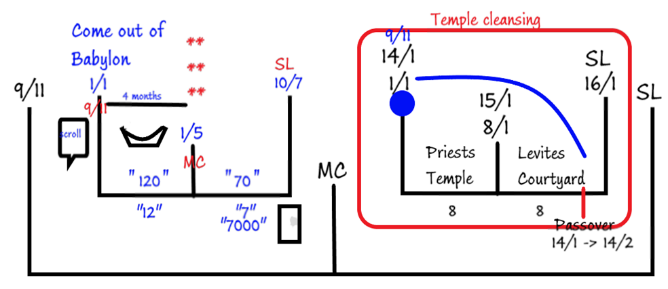 Temple cleansing
Come out of
Babylon
**
**
**
9/11
1/1
9/11
4 months
SL
10/7
scroll
1/5
MC
"120"
"70"
"12"
"7"
"7000"
MC
9/11
14/1
1/1
15/1
8/1
SL
16/1
SL
Priests
Temple
Levites
Courtyard
8
8
Passover
14/1 -> 14/2